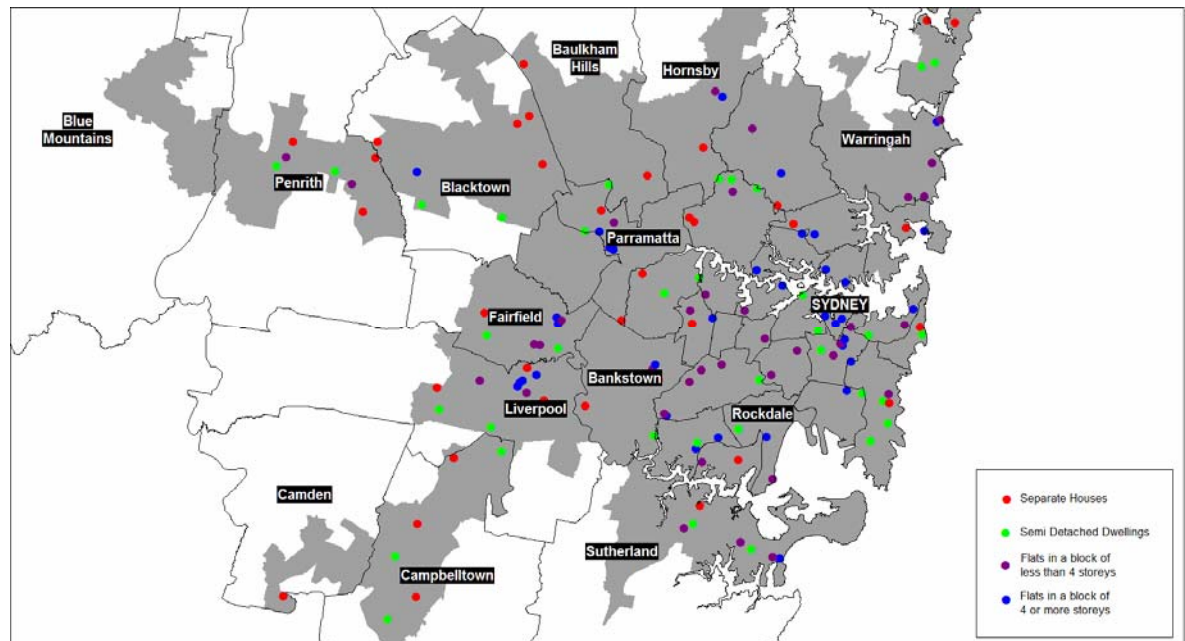 Baulkham
Hills
Hornsby
Blue
Mountains
Warringah
Penrith
Blacktown
Parramatta
SYDNEY
Fairfield
Bankstown
Liverpool
Rockdale
Camden
Sutherland
Campbelltown
Separate Houses
Semi Detached Dwellings
Flats in a block of
less than 4 storeys
Flats in a block of
4 or more storeys